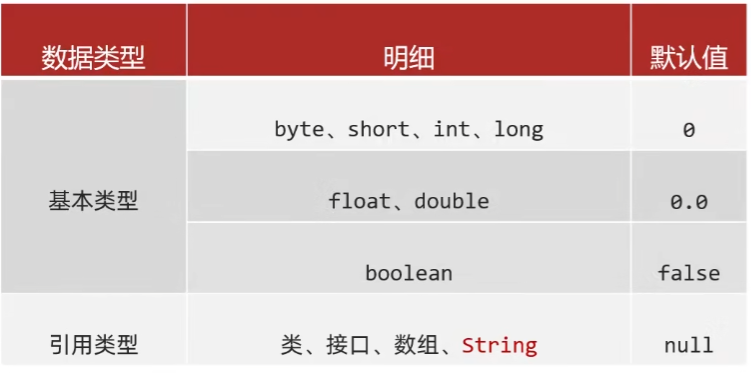 数据类型 明细 默认值
byte、short、int、long 0
基本类型 float、double 0.0
boolean false
引用类型 类、接口、数组、String null